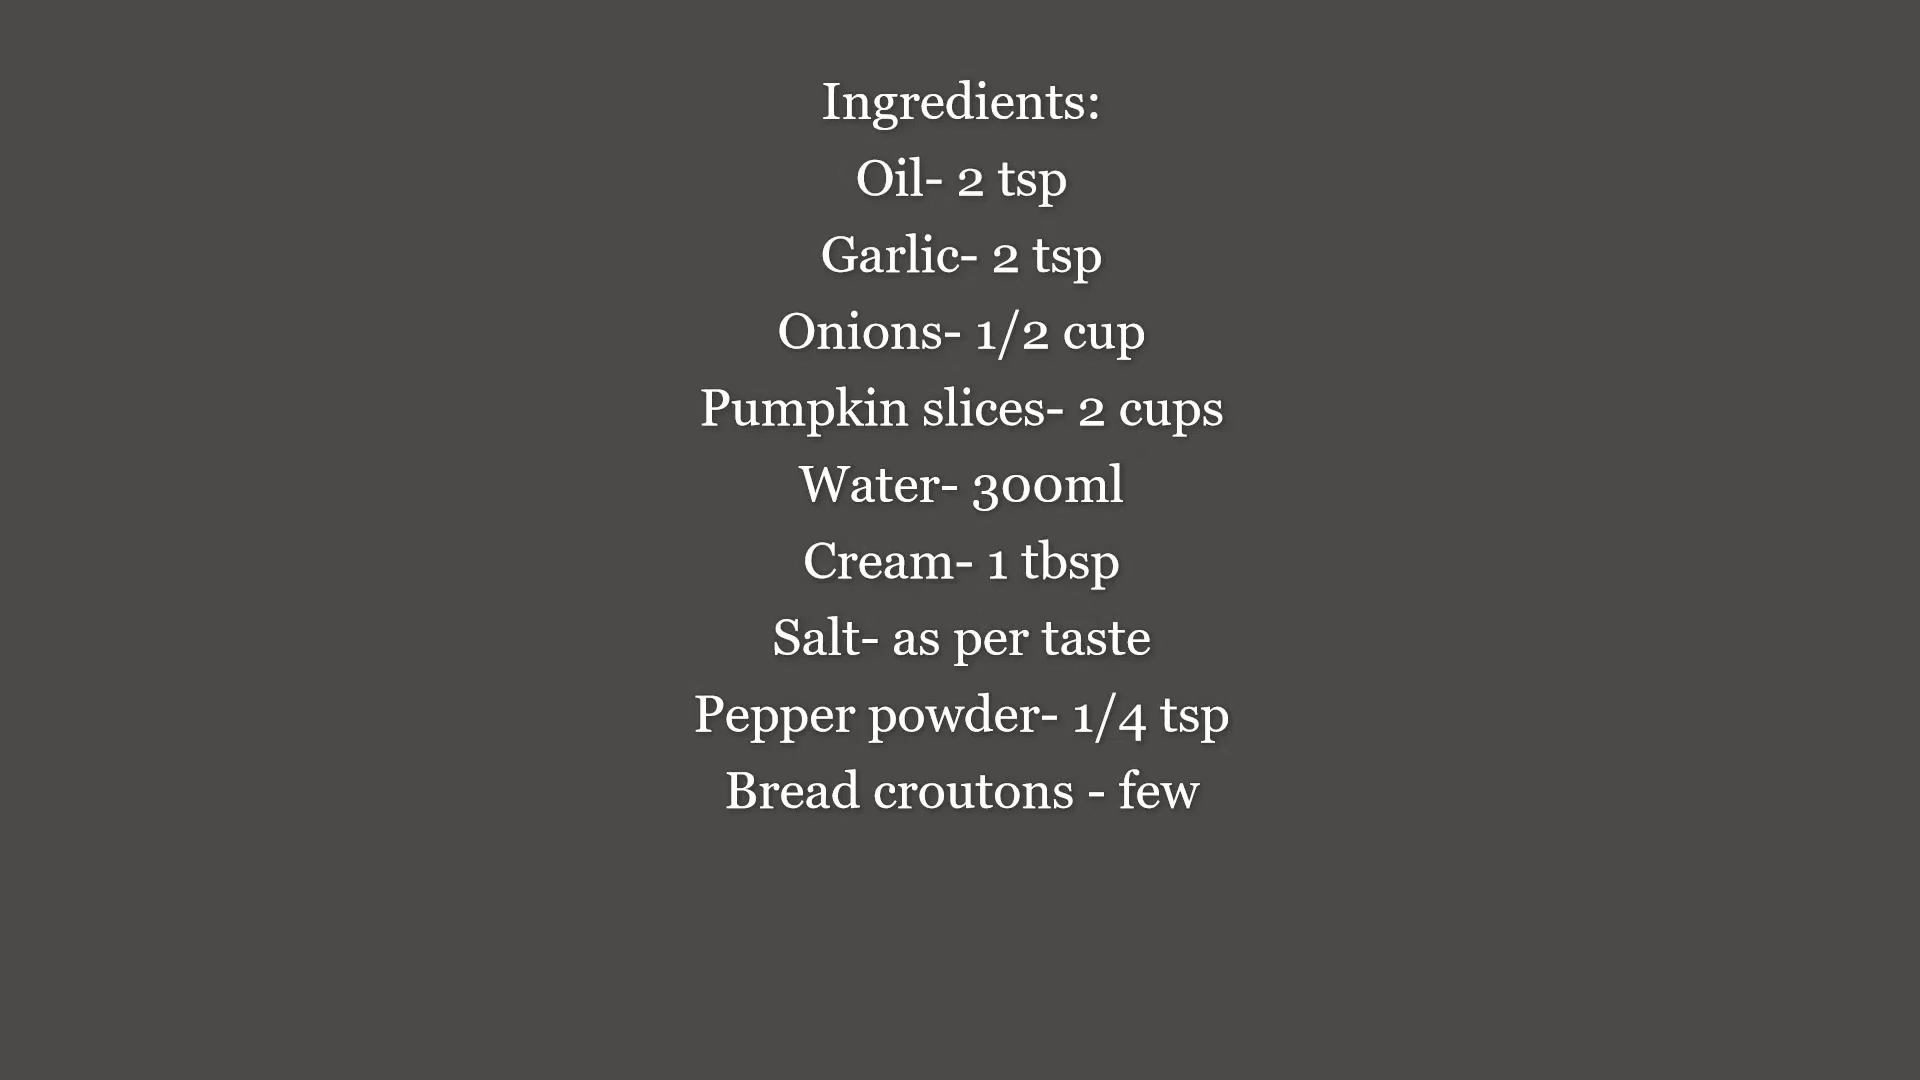 Ingredients:
Oil- 2 tsp
Garlic- 2 tsp
Onions- 1/2 cup
Pumpkin slices- 2 cups
Water- 300ml
Cream- 1 tbsp
Salt- as per taste
Pepper powder- 1/4 tsp
Bread croutons - few